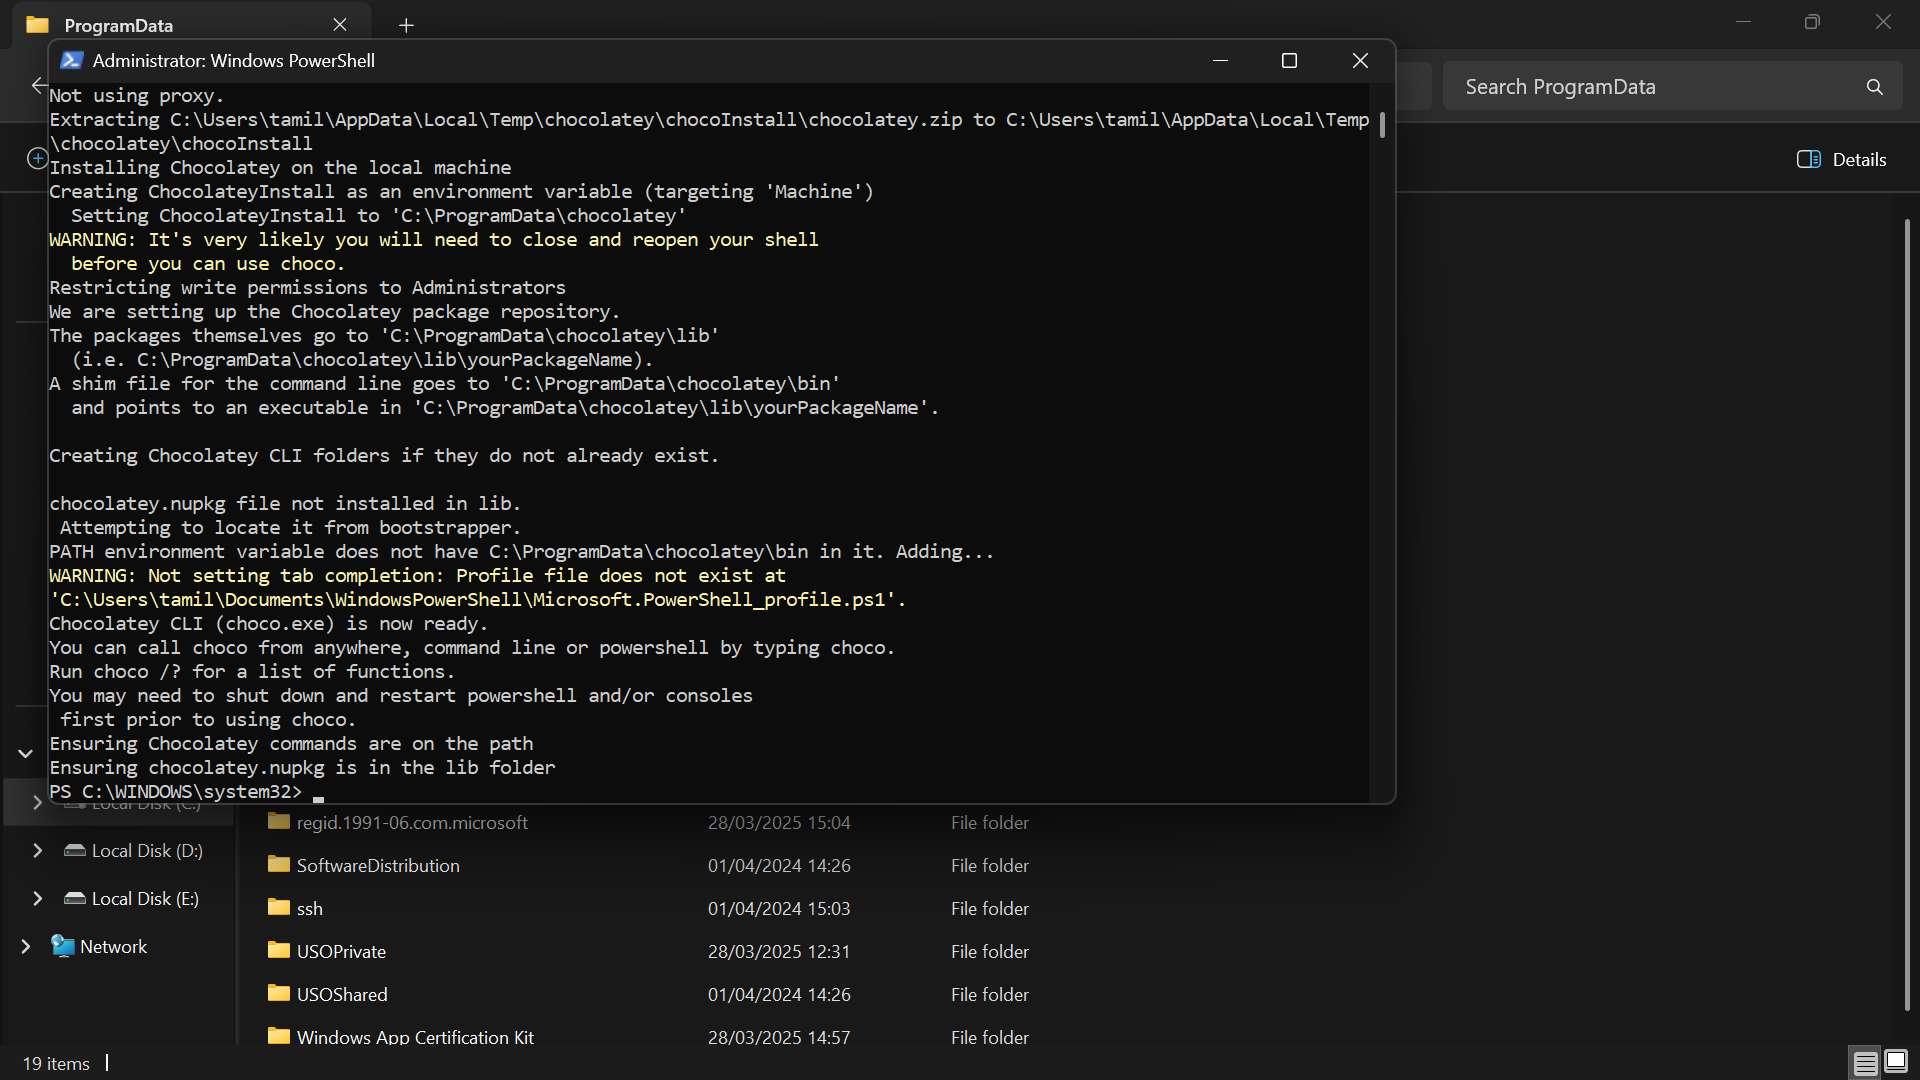 ProgramData
Administrator: Windows PowerShell
Search ProgramData
Details
Not using proxy.
Extracting C:\Users\tamil\AppData\Local\Temp\chocolatey\chocoInstall\chocolatey.zip to C:\Users\tamil\AppData\Local\Temp
\chocolatey\chocoInstall
Installing Chocolatey on the local machine
Creating ChocolateyInstall as an environment variable (targeting 'Machine')
  Setting ChocolateyInstall to 'C:\ProgramData\chocolatey'
WARNING: It's very likely you will need to close and reopen your shell
  before you can use choco.
Restricting write permissions to Administrators
We are setting up the Chocolatey package repository.
The packages themselves go to 'C:\ProgramData\chocolatey\lib'
  (i.e. C:\ProgramData\chocolatey\lib\yourPackageName).
A shim file for the command line goes to 'C:\ProgramData\chocolatey\bin'
  and points to an executable in 'C:\ProgramData\chocolatey\lib\yourPackageName'.
Creating Chocolatey CLI folders if they do not already exist.
chocolatey.nupkg file not installed in lib.
 Attempting to locate it from bootstrapper.
PATH environment variable does not have C:\ProgramData\chocolatey\bin in it. Adding...
WARNING: Not setting tab completion: Profile file does not exist at
'C:\Users\tamil\Documents\WindowsPowerShell\Microsoft.PowerShell_profile.ps1'.
Chocolatey CLI (choco.exe) is now ready.
You can call choco from anywhere, command line or powershell by typing choco.
Run choco /? for a list of functions.
You may need to shut down and restart powershell and/or consoles
 first prior to using choco.
Ensuring Chocolatey commands are on the path
Ensuring chocolatey.nupkg is in the lib folder
PS C:\WINDOWS\system32>
Local Disk (C:)
Local Disk (D:)
Local Disk (E:)
Network
regid.1991-06.com.microsoft 28/03/2025 15:04 File folder
SoftwareDistribution 01/04/2024 14:26 File folder
ssh 01/04/2024 15:03 File folder
USOPrivate 28/03/2025 12:31 File folder
USOShared 01/04/2024 14:26 File folder
Windows App Certification Kit 28/03/2025 14:57 File folder
19 items